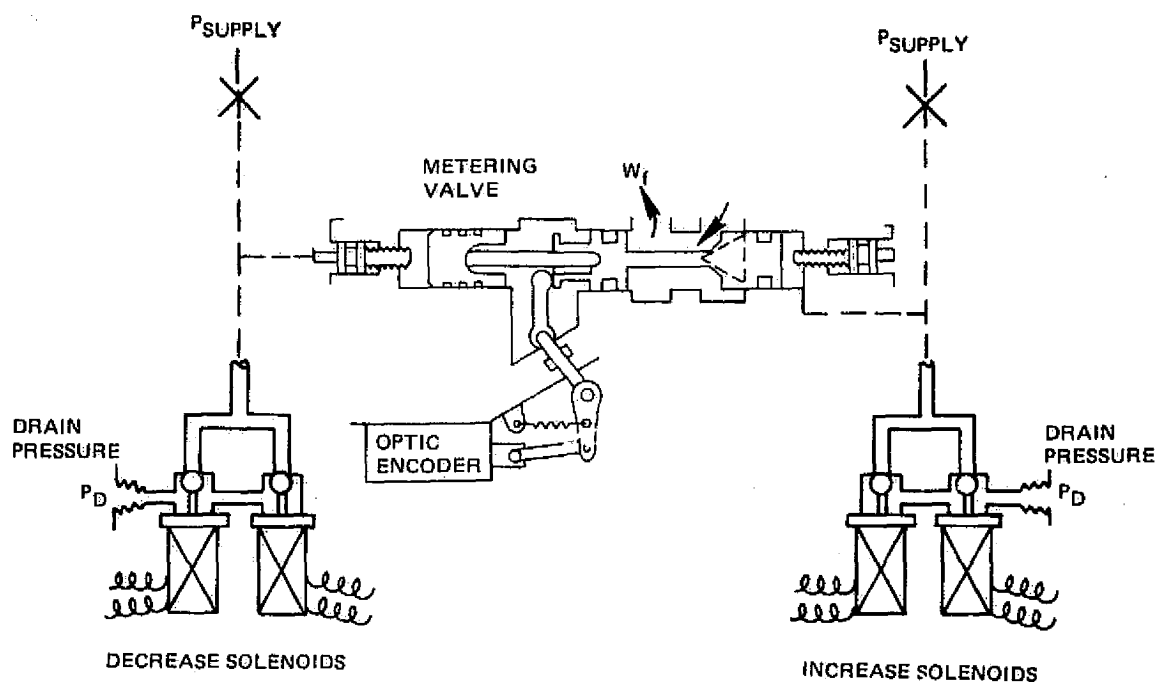 PSUPPLY
PSUPPLY
METERING
VALVE
Wf
DRAIN
PRESSURE
PD
OPTIC
ENCODER
DRAIN
PRESSURE
PD
DECREASE SOLENOIDS
INCREASE SOLENOIDS